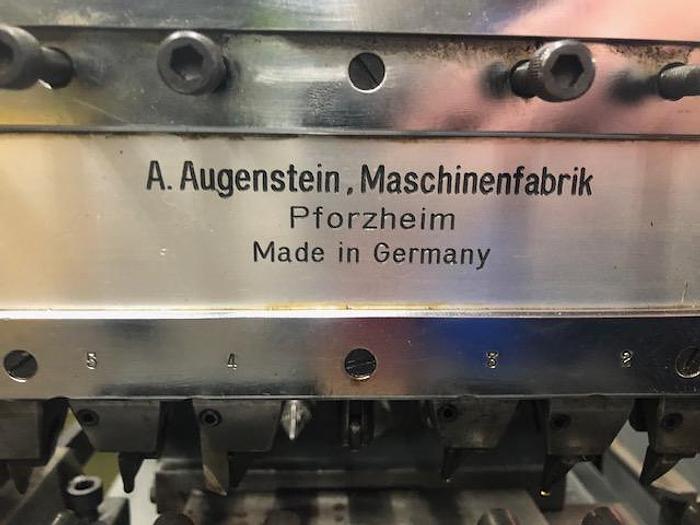 A. Augenstein, Maschinenfabrik
Pforzheim
Made in Germany
5 4 3 2